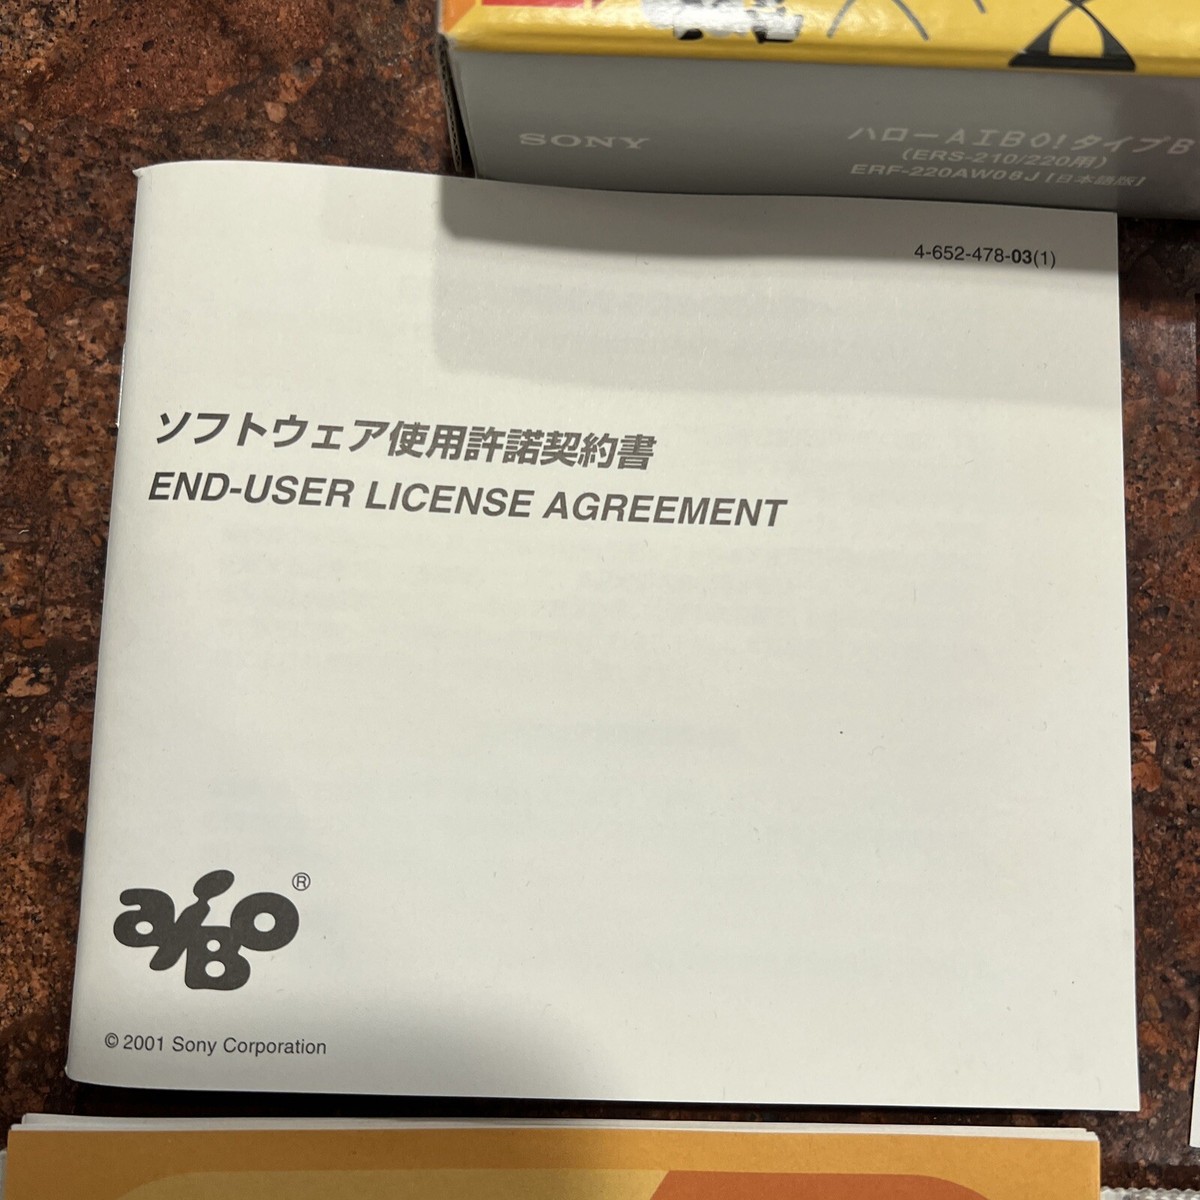 SONY
ハローAIBO!タイプB
(ERS-210/220用)
ERF-220AW06J [日本語版]
4-652-478-03(1)
ソフトウェア使用許諾契約書
END-USER LICENSE AGREEMENT
aiBo®
© 2001 Sony Corporation